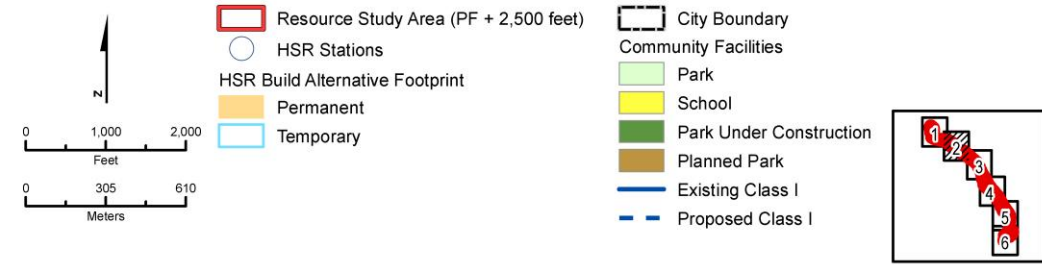 N
0 1,000 2,000
Feet
0 305 610
Meters
Resource Study Area (PF + 2,500 feet)
HSR Stations
HSR Build Alternative Footprint
Permanent
Temporary
City Boundary
Community Facilities
Park
School
Park Under Construction
Planned Park
Existing Class I
Proposed Class I
1
2
3
4
5
6